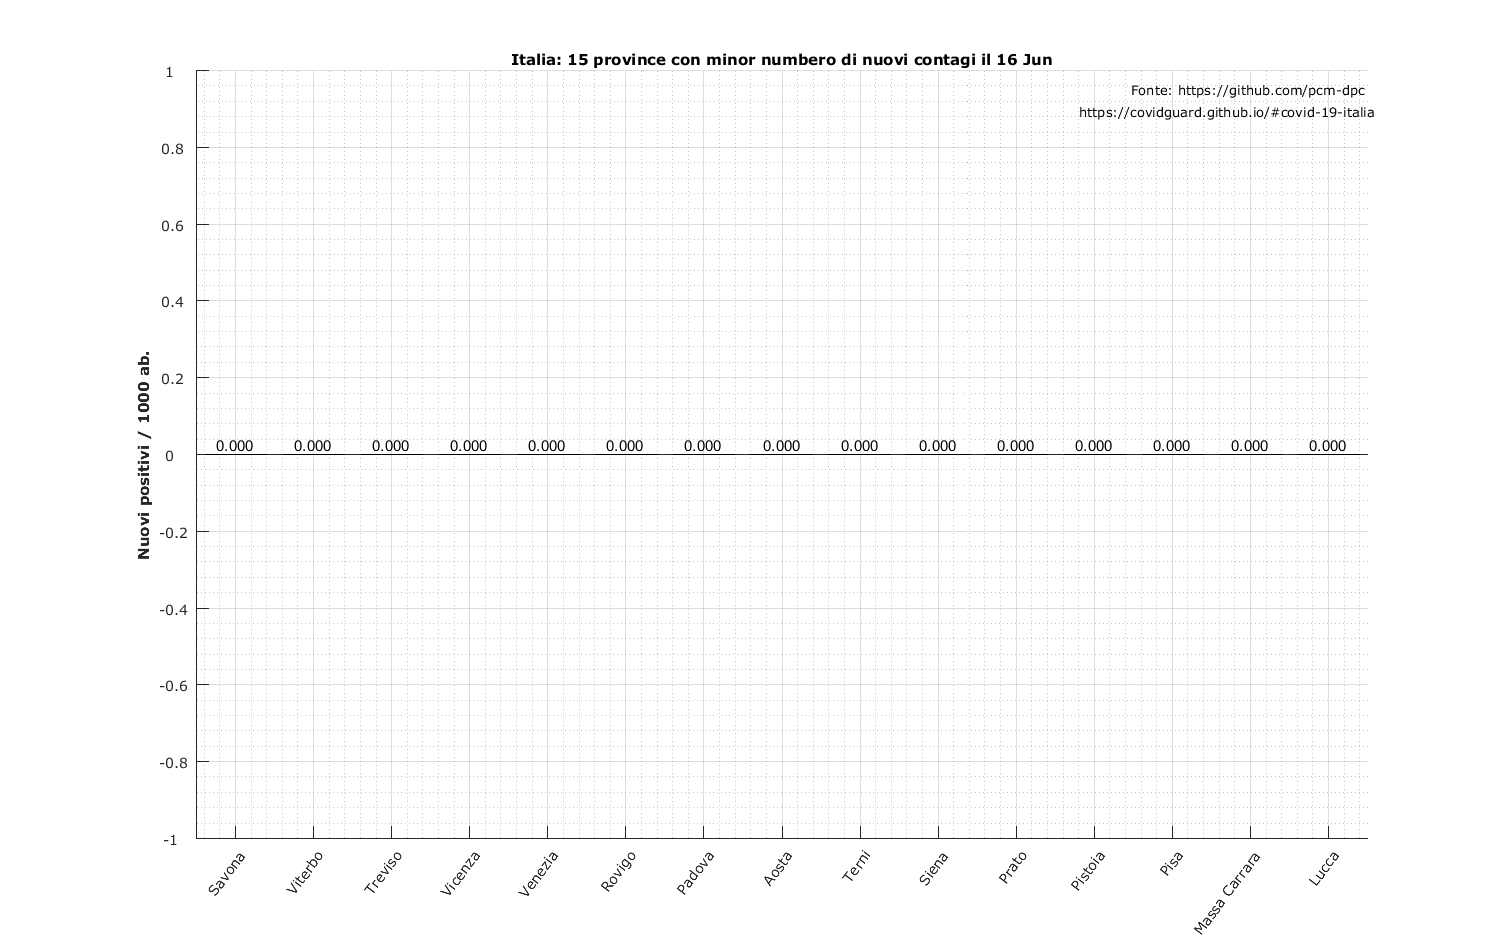 Italia: 15 province con minor numbero di nuovi contagi il 16 Jun
Fonte: https://github.com/pcm-dpc
https://covidguard.github.io/#covid-19-italia
Nuovi positivi / 1000 ab.
1
0.8
0.6
0.4
0.2
0
-0.2
-0.4
-0.6
-0.8
-1
0.000 0.000 0.000 0.000 0.000 0.000 0.000 0.000 0.000 0.000 0.000 0.000 0.000 0.000 0.000
Savona Viterbo Treviso Vicenza Venezia Rovigo Padova Aosta Terni Siena Prato Pistoia Pisa Massa Carrara Lucca